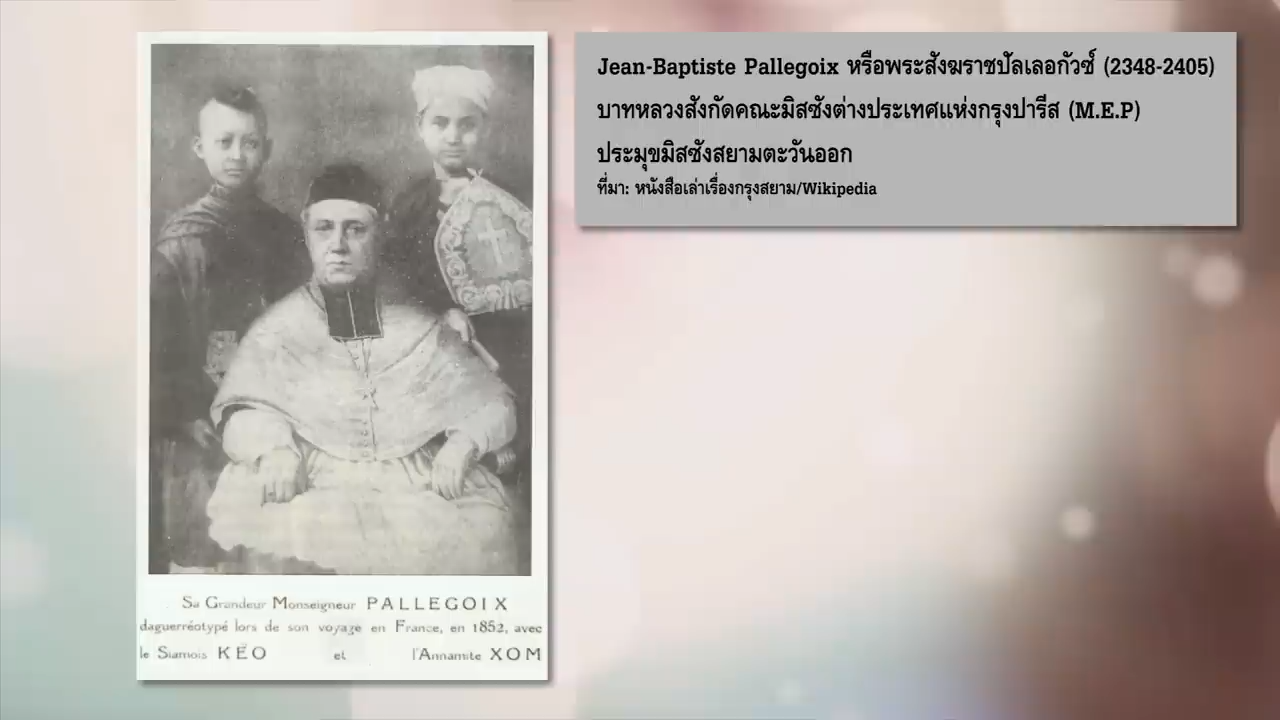 Jean-Baptiste Pallegoix หรือพระสังฆราชปัลเลอกัวซ์ (2348-2405)
บาทหลวงสังกัดคณะมิสซังต่างประเทศแห่งกรุงปารีส (M.E.P)
ประมุขมิสซังสยามตะวันออก
ที่มา: หนังสือเล่าเรื่องกรุงสยาม/Wikipedia
Sa Grandeur Monseigneur PALLEGOIX
daguerréotypé lors de son voyage en France, en 1852, avec
le Siamois KEO et l'Annamite XOM